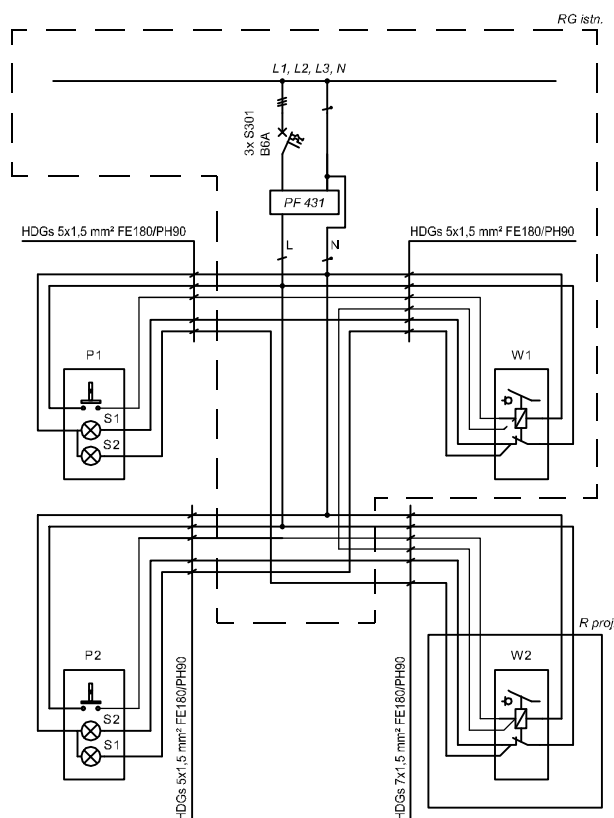 RG istn.
L1, L2, L3, N
3x S301
B6A
PF 431
HDGs 5x1,5 mm² FE180/PH90
L
N
HDGs 5x1,5 mm² FE180/PH90
P1
S1
S2
W1
R proj
P2
S2
S1
W2
HDGs 5x1,5 mm² FE180/PH90
HDGs 7x1,5 mm² FE180/PH90